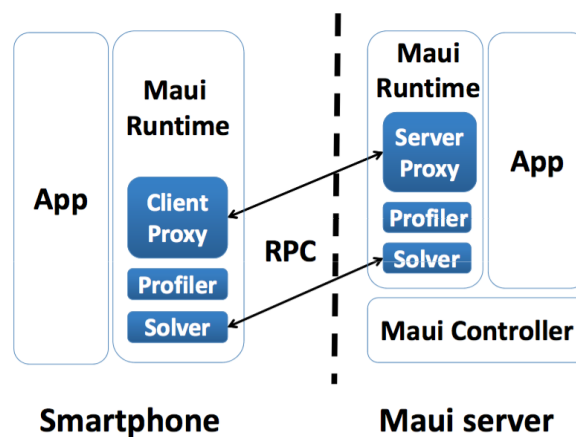 App
Maui
Runtime
Client
Proxy
Profiler
Solver
RPC
Maui
Runtime
Server
Proxy
Profiler
Solver
App
Maui Controller
Smartphone
Maui server